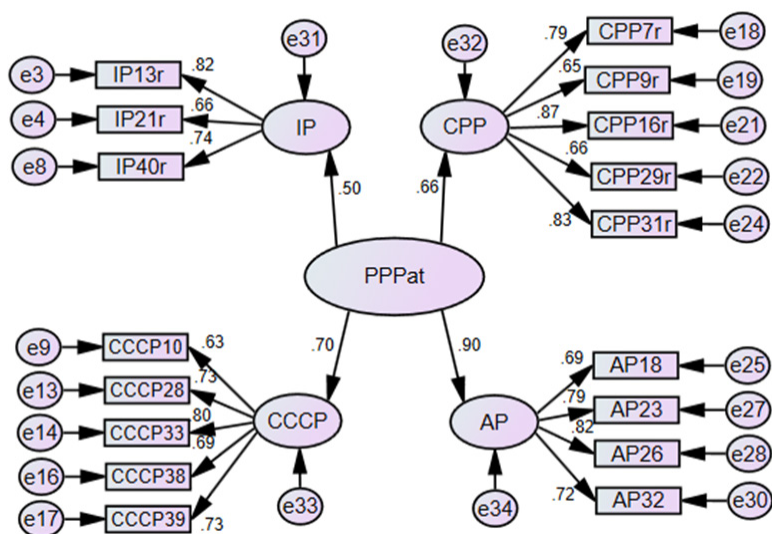 e31
e32
.79
CPP7r
e18
e3
IP13r
.82
.65
CPP9r
e19
e4
IP21r
.66
IP
CPP
.87
CPP16r
e21
e8
IP40r
.74
.66
CPP29r
e22
.50
.66
.83
CPP31r
e24
PPPat
e9
CCCP10
.63
.70
.90
.69
AP18
e25
e13
CCCP28
.73
.79
AP23
e27
e14
CCCP33
.80
CCCP
AP
.82
AP26
e28
e16
CCCP38
.69
.72
AP32
e30
e17
CCCP39
.73
e33
e34